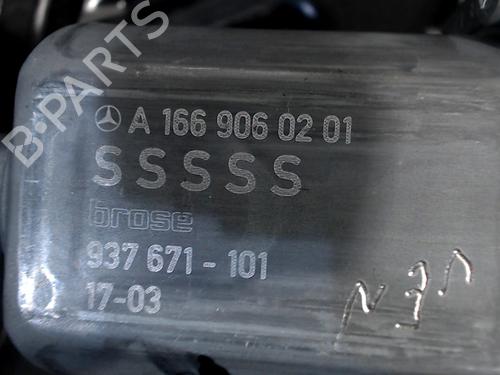 A 166 906 02 01
SSSSS
brose
937 671 - 101
17-03
B-PARTS